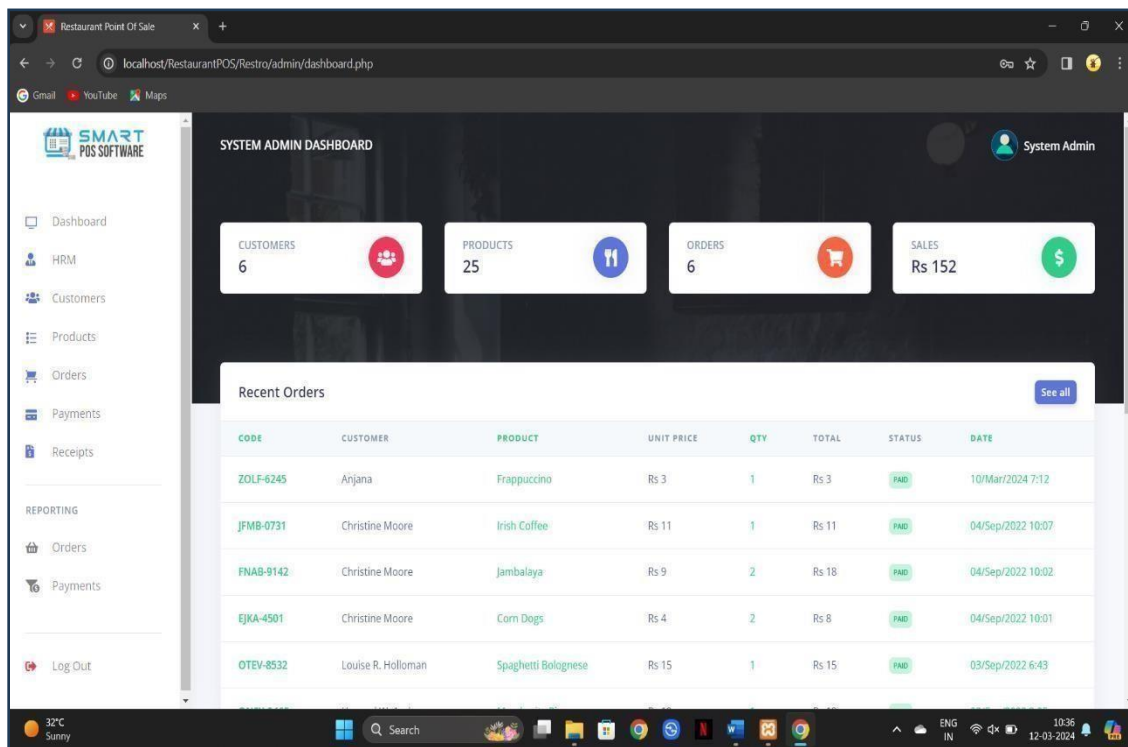 Restaurant Point Of Sale
localhost/RestaurantPOS/Restro/admin/dashboard.php
Gmail YouTube Maps
SMART
POS SOFTWARE
Dashboard
HRM
Customers
Products
Orders
Payments
Receipts
REPORTING
Orders
Payments
Log Out
SYSTEM ADMIN DASHBOARD
System Admin
CUSTOMERS
6
PRODUCTS
25
ORDERS
6
SALES
Rs 152
Recent Orders
See all
CODE CUSTOMER PRODUCT UNIT PRICE QTY TOTAL STATUS DATE
ZOLF-6245 Anjana Frappuccino Rs 3 1 Rs 3 PAID 10/Mar/2024 7:12
JFMB-0731 Christine Moore Irish Coffee Rs 11 1 Rs 11 PAID 04/Sep/2022 10:07
FNAB-9142 Christine Moore Jambalaya Rs 9 2 Rs 18 PAID 04/Sep/2022 10:02
EJKA-4501 Christine Moore Corn Dogs Rs 4 2 Rs 8 PAID 04/Sep/2022 10:01
OTEV-8532 Louise R. Holloman Spaghetti Bolognese Rs 15 1 Rs 15 PAID 03/Sep/2022 6:43
32°C
Sunny
Search
ENG
IN
10:36
12-03-2024